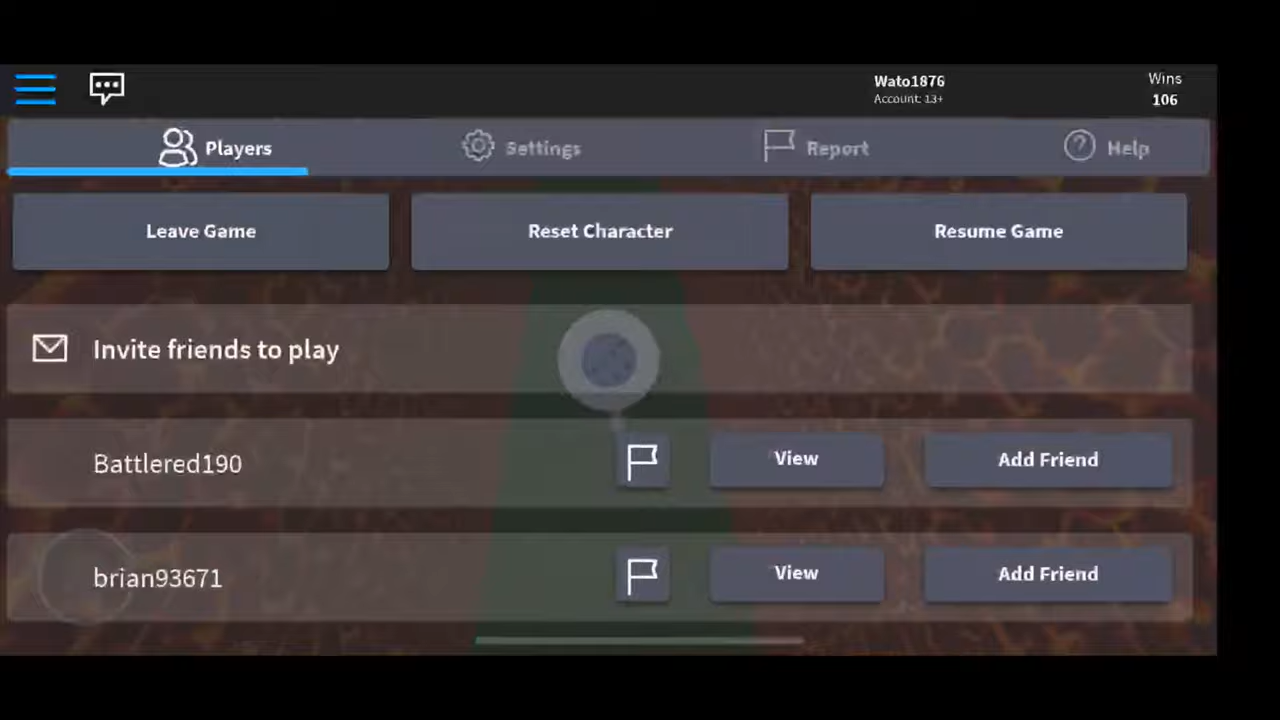 Wato1876
Account: 13+
Wins
106
Players
Settings
Report
Help
Leave Game
Reset Character
Resume Game
Invite friends to play
Battlered190
View
Add Friend
brian93671
View
Add Friend